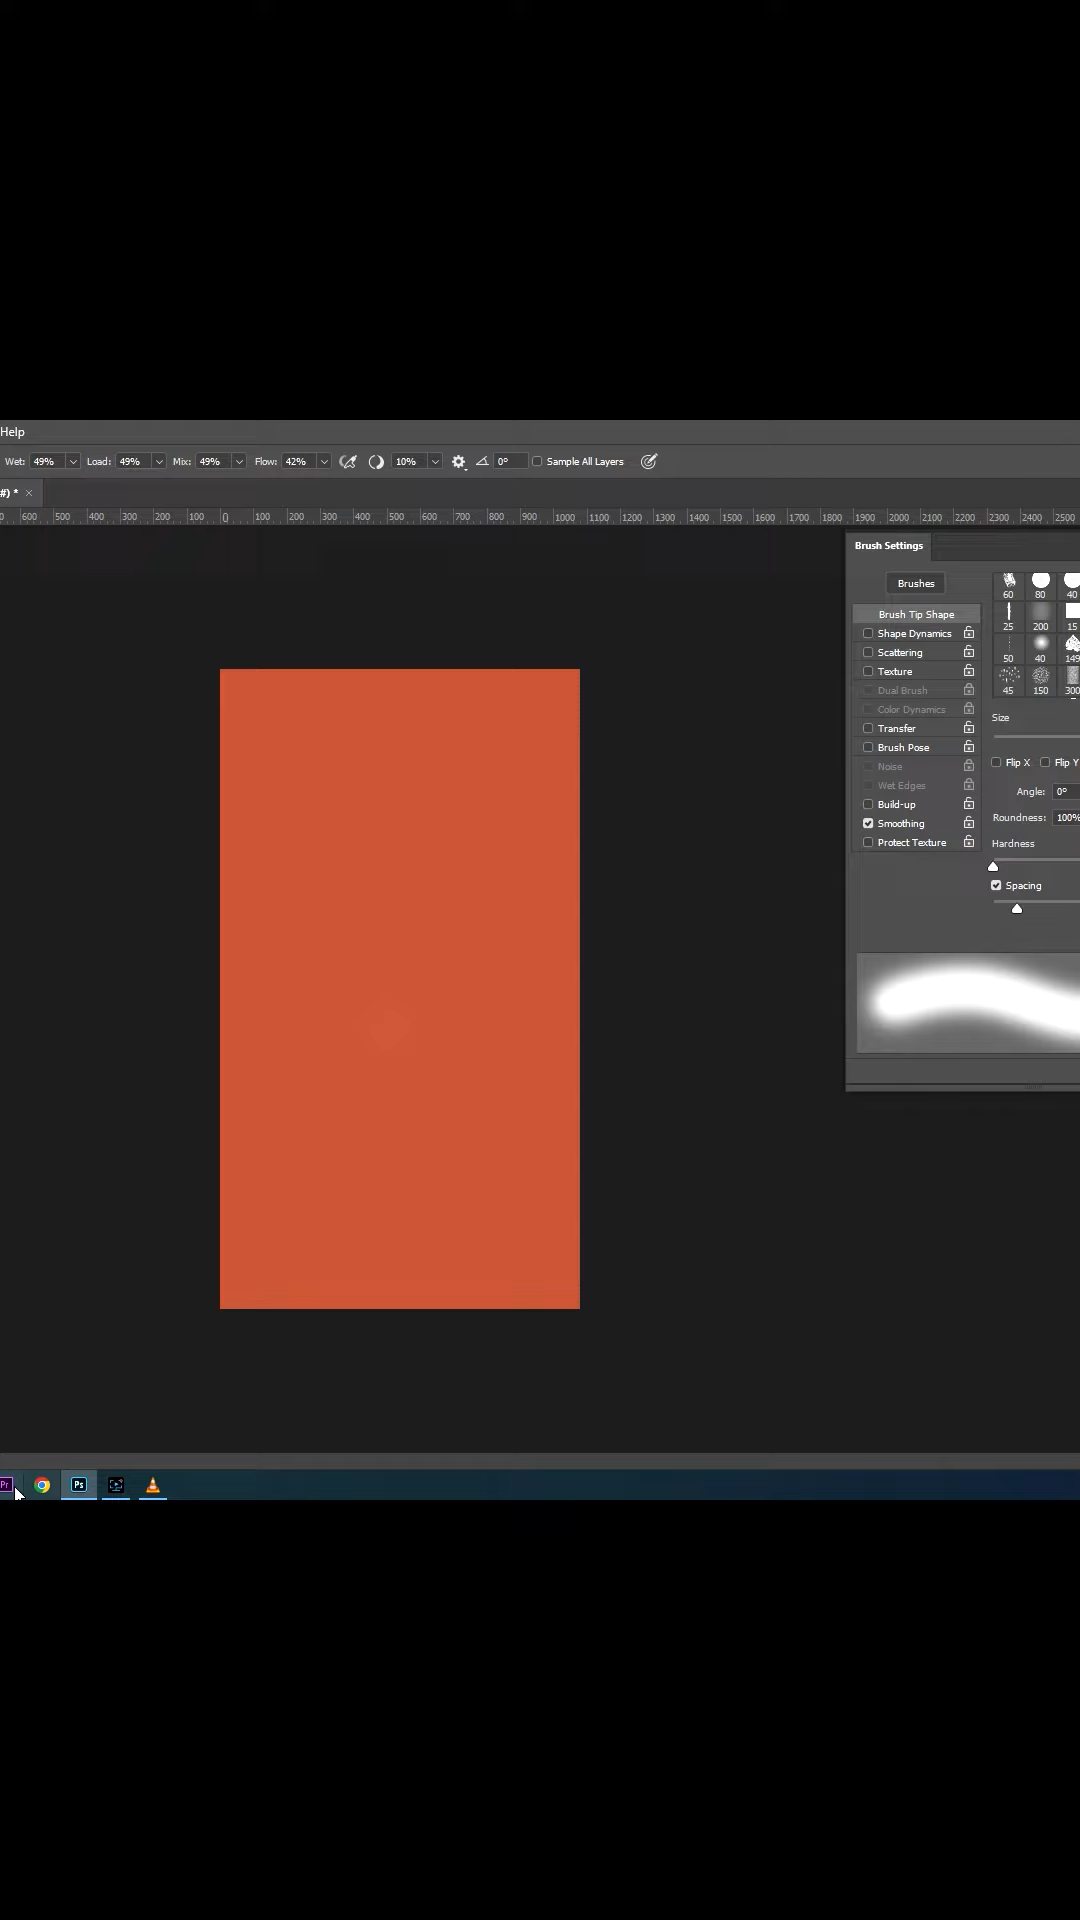 Help
Wet: 49% Load: 49% Mix: 49% Flow: 42% 10% 0° Sample All Layers
#) * ×
0 600 500 400 300 200 100 0 100 200 300 400 500 600 700 800 900 1000 1100 1200 1300 1400 1500 1600 1700 1800 1900 2000 2100 2200 2300 2400 2500
Brush Settings
Brushes
60 80 40
Brush Tip Shape
25 200 15
Shape Dynamics
Scattering
50 40 149
Texture
Dual Brush
45 150 300
Color Dynamics
Size
Transfer
Brush Pose
Flip X Flip Y
Noise
Wet Edges
Angle: 0°
Build-up
Roundness: 100%
Smoothing
Protect Texture
Hardness
Spacing
Pr Ps